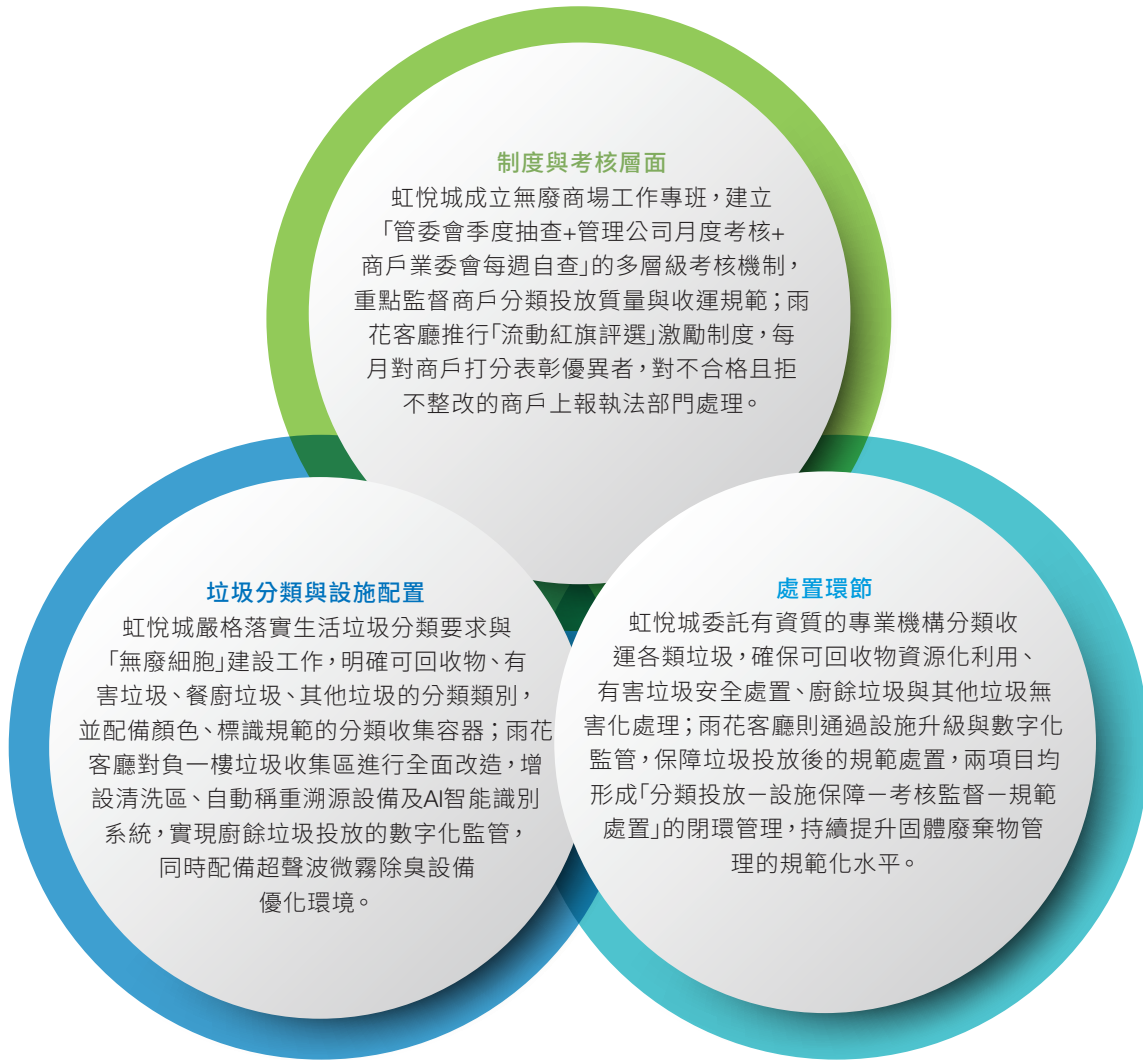 制度與考核層面
虹悅城成立無廢商場工作專班，建立
「管委會季度抽查+管理公司月度考核+
商戶業委會每週自查」的多層級考核機制，
重點監督商戶分類投放質量與收運規範；雨
花客廳推行「流動紅旗評選」激勵制度，每
月對商戶打分表彰優異者，對不合格且拒
不整改的商戶上報執法部門處理。
垃圾分類與設施配置
虹悅城嚴格落實生活垃圾分類要求與
「無廢細胞」建設工作，明確可回收物、有
害垃圾、餐廚垃圾、其他垃圾的分類類別，
並配備顏色、標識規範的分類收集容器；雨花
客廳對負一樓垃圾收集區進行全面改造，增
設清洗區、自動稱重溯源設備及AI智能識別
系統，實現廚餘垃圾投放的數字化監管，
同時配備超聲波微霧除臭設備
優化環境。
處置環節
虹悅城委託有資質的專業機構分類收
運各類垃圾，確保可回收物資源化利用、
有害垃圾安全處置、廚餘垃圾與其他垃圾無
害化處理；雨花客廳則通過設施升級與數字化
監管，保障垃圾投放後的規範處置，兩項目均
形成「分類投放－設施保障－考核監督－規範
處置」的閉環管理，持續提升固體廢棄物管
理的規範化水平。